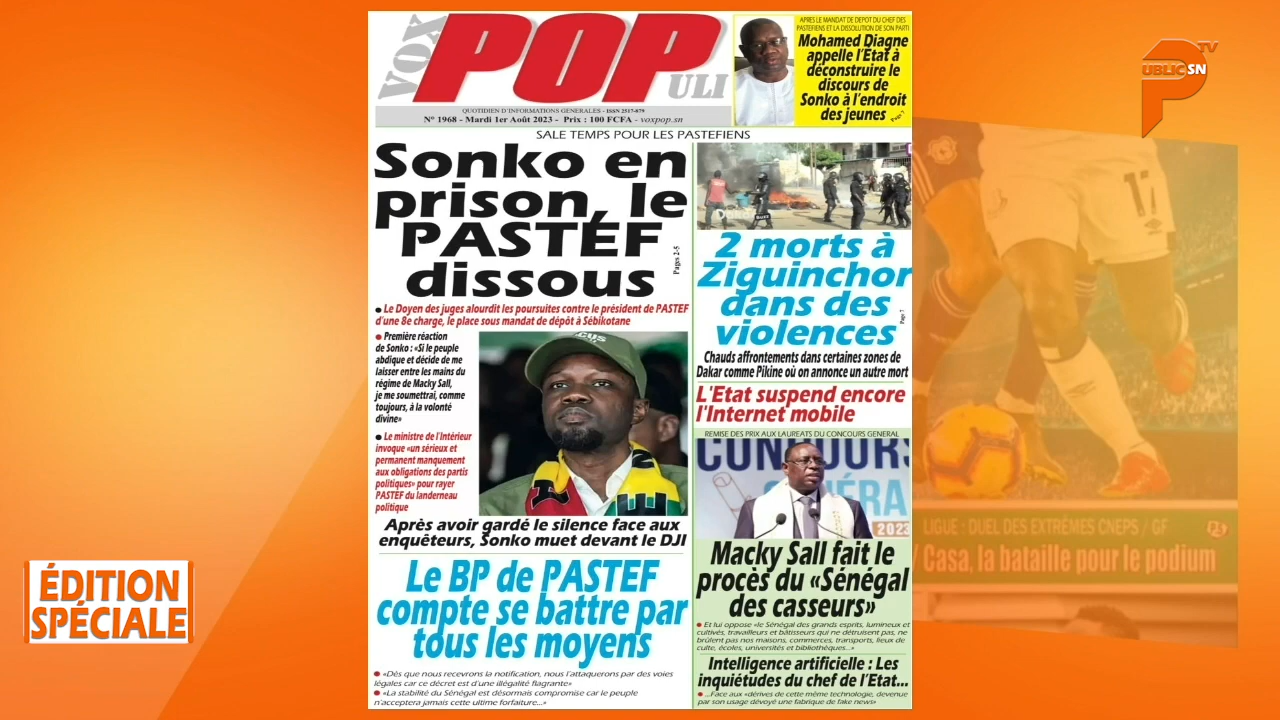 VOX
POP
ULI
QUOTIDIEN D'INFORMATIONS GENERALES - ISSN 2517-879
N° 1968 - Mardi 1er Août 2023 - Prix : 100 FCFA - voxpop.sn
APRES LE MANDAT DE DEPOT DU CHEF DES
PASTEFIENS ET LA DISSOLUTION DE SON PARTI
Mohamed Diagne
appelle l'Etat à
déconstruire le
discours de
Sonko à l'endroit
des jeunes
TV
PUBLIC SN
SALE TEMPS POUR LES PASTEFIENS
Sonko en
prison, le
PASTÉF
dissous
Pages 2-5
● Le Doyen des juges alourdit les poursuites contre le président de PASTEF
d'une 8e charge, le place sous mandat de dépôt à Sébikotane
● Première réaction
de Sonko : «Si le peuple
abdique et décide de me
laisser entre les mains du
régime de Macky Sall,
je me soumettrai, comme
toujours, à la volonté
divine»
● Le ministre de l'Intérieur
invoque «un sérieux et
permanent manquement
aux obligations des partis
politiques» pour rayer
PASTEF du landerneau
politique
Après avoir gardé le silence face aux
enquêteurs, Sonko muet devant le DJI
Le BP de PASTEF
compte se battre par
tous les moyens
● «Dès que nous recevrons la notification, nous l'attaquerons par des voies
légales car ce décret est d'une illégalité flagrante»
● «La stabilité du Sénégal est désormais compromise car le peuple
n'acceptera jamais cette ultime forfaiture...»
2 morts à
Ziguinchor
dans des
violences
Page 7
Chauds affrontements dans certaines zones de
Dakar comme Pikine où on annonce un autre mort
L'Etat suspend encore
l'Internet mobile
REMISE DES PRIX AUX LAUREATS DU CONCOURS GENERAL
CONCOURS
GÉNÉRA
2023
Macky Sall fait le
procès du «Sénégal
des casseurs»
● Et lui oppose «le Sénégal des grands esprits, lumineux et
cultivés, travailleurs et bâtisseurs qui ne détruisent pas, ne
brûlent pas nos maisons, commerces, transports, lieux de
culte, écoles, universités et bibliothèques...»
Intelligence artificielle : Les
inquiétudes du chef de l'Etat...
● ...Face aux «dérives de cette même technologie, devenue
par son usage dévoyé une fabrique de fake news»
17
LIGUE : DUEL DES EXTRÊMES CNEPS / GF
/ Casa, la bataille pour le podium
ÉDITION
SPÉCIALE